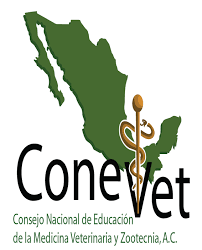 ConeVet
Consejo Nacional de Educación
de la Medicina Veterinaria y Zootecnia, A.C.